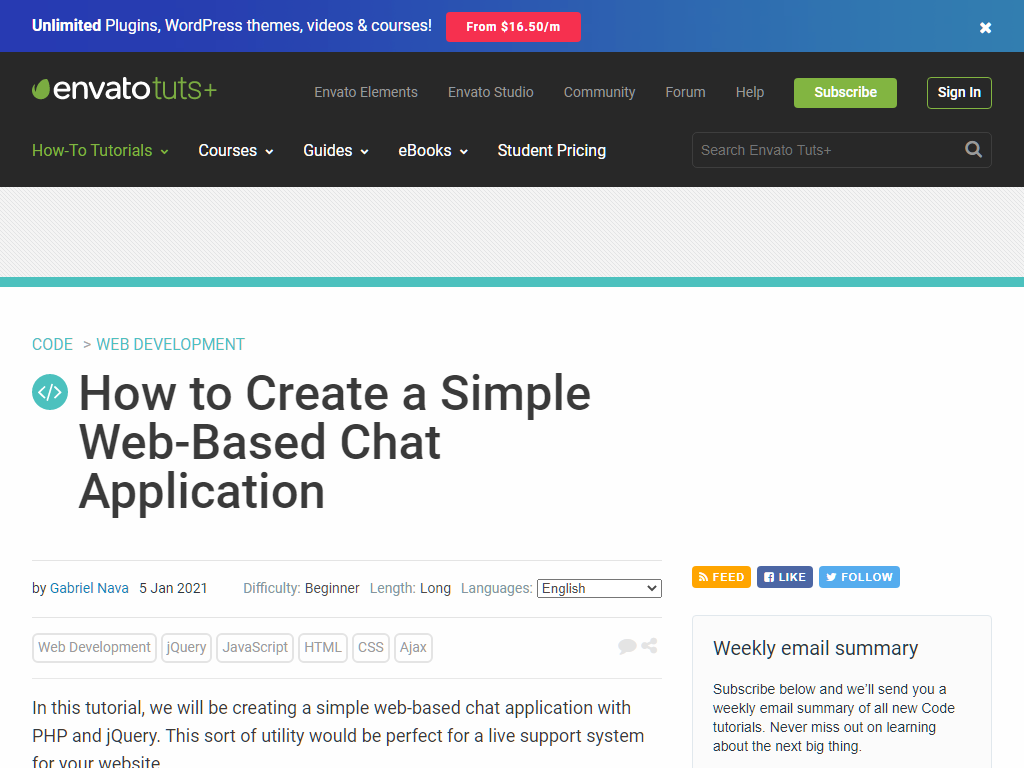 Unlimited Plugins, WordPress themes, videos & courses! From $16.50/m
envatotuts+
Envato Elements Envato Studio Community Forum Help Subscribe Sign In
How-To Tutorials Courses Guides eBooks Student Pricing Search Envato Tuts+
CODE > WEB DEVELOPMENT
How to Create a Simple
Web-Based Chat
Application
by Gabriel Nava 5 Jan 2021 Difficulty: Beginner Length: Long Languages: English
FEED LIKE FOLLOW
Web Development jQuery JavaScript HTML CSS Ajax
In this tutorial, we will be creating a simple web-based chat application with
PHP and jQuery. This sort of utility would be perfect for a live support system
for your website.
Weekly email summary
Subscribe below and we'll send you a
weekly email summary of all new Code
tutorials. Never miss out on learning
about the next big thing.